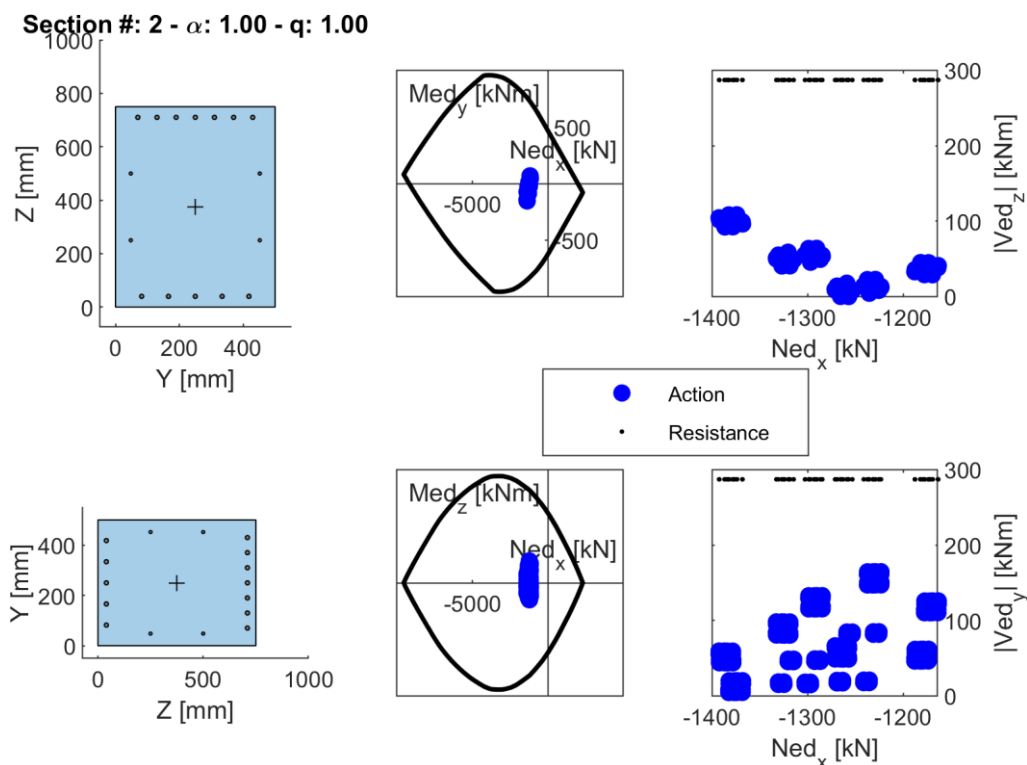 Section #: 2 - α: 1.00 - q: 1.00
1000
800
600
400
200
0
Z [mm]
0 200 400
Y [mm]
Med_y [kNm]
500
Ned_x [kN]
-5000
-500
300
200
100
0
|Ved_z| [kNm]
-1400 -1300 -1200
Ned_x [kN]
Action
Resistance
400
200
0
Y [mm]
0 500 1000
Z [mm]
Med_z [kNm]
Ned_x [kN]
-5000
300
200
100
0
|Ved_y| [kNm]
-1400 -1300 -1200
Ned_x [kN]